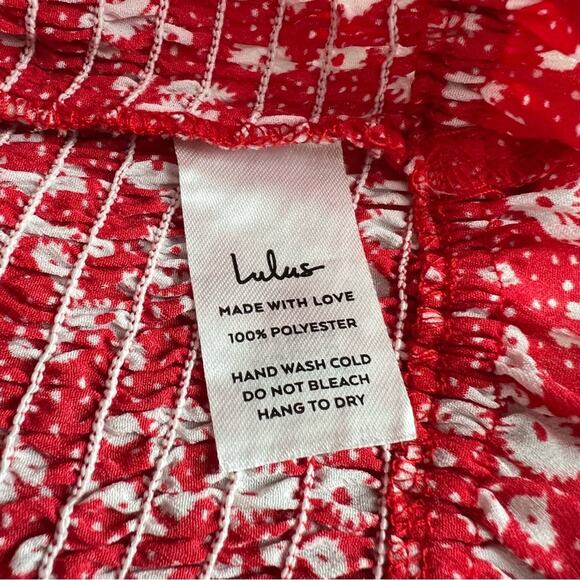 Lulus
MADE WITH LOVE
100% POLYESTER
HAND WASH COLD
DO NOT BLEACH
HANG TO DRY